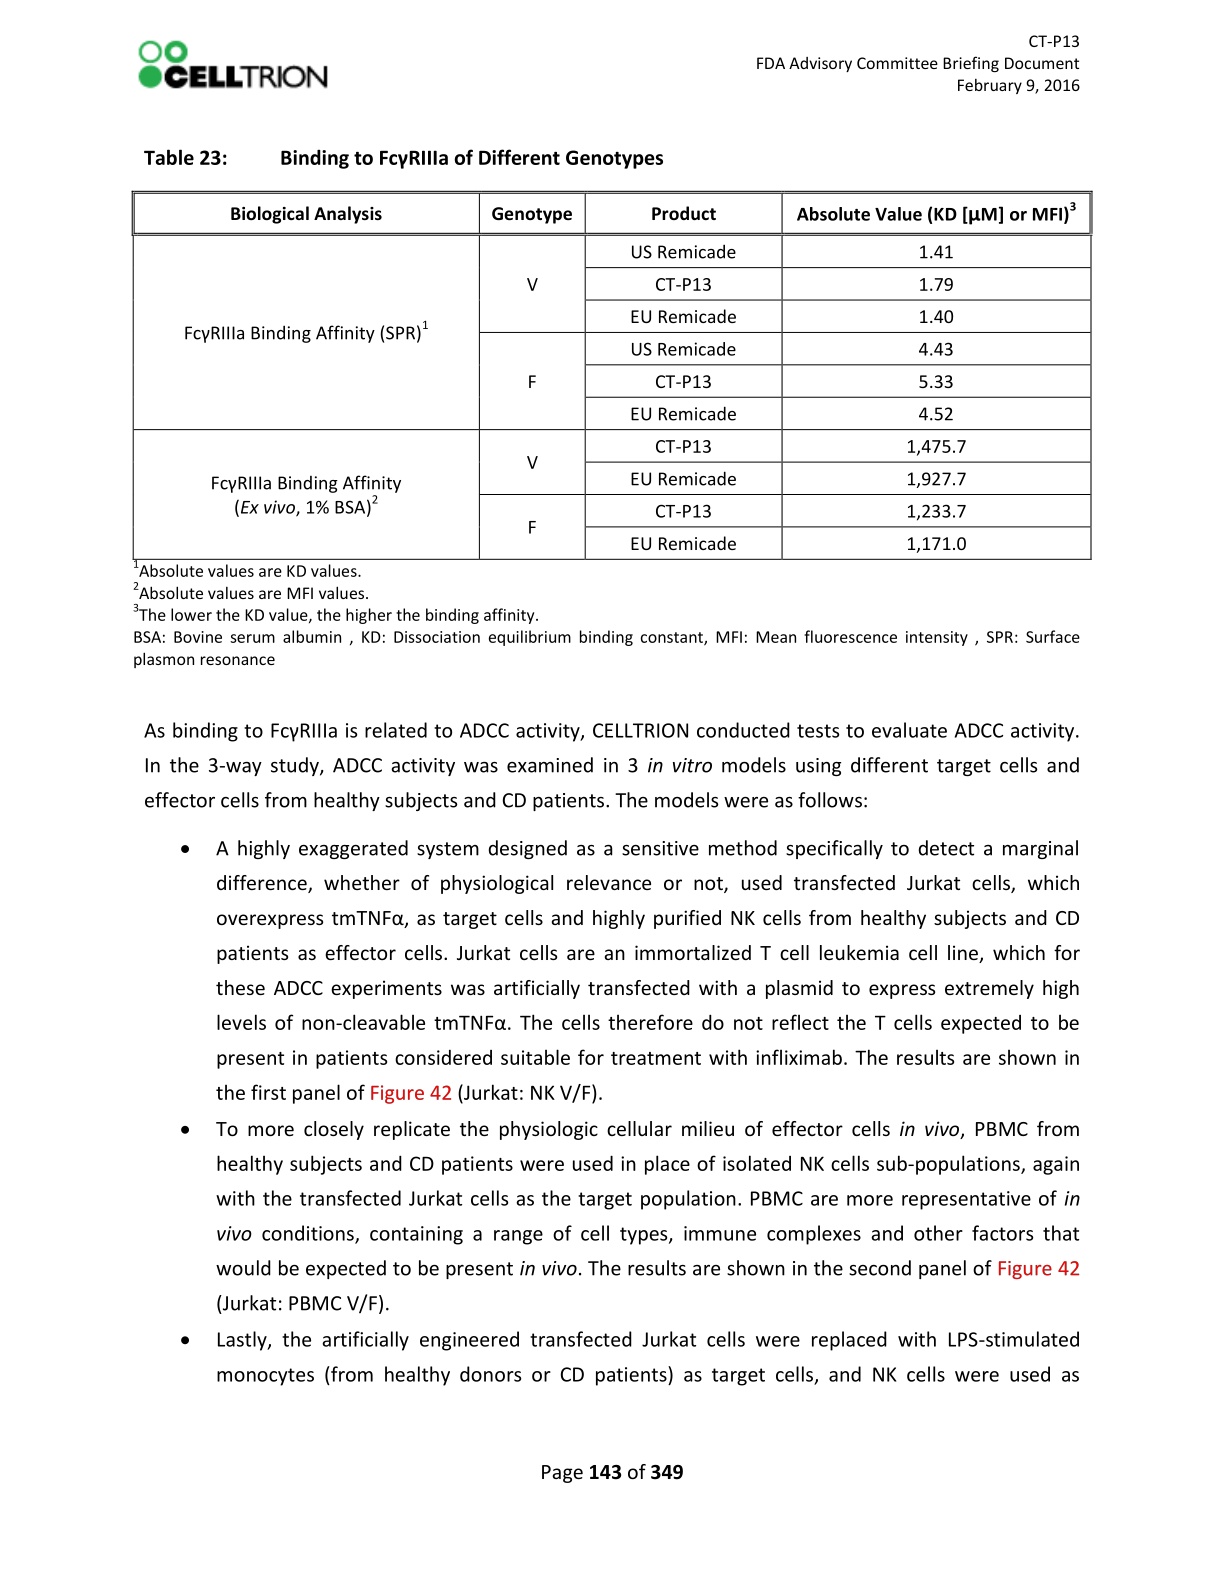 CELLTRION
CT-P13
FDA Advisory Committee Briefing Document
February 9, 2016
Table 23: Binding to FcγRIIIa of Different Genotypes
Biological Analysis Genotype Product Absolute Value (KD [µM] or MFI)3
US Remicade 1.41
V CT-P13 1.79
EU Remicade 1.40
FcγRIIIa Binding Affinity (SPR)1
US Remicade 4.43
F CT-P13 5.33
EU Remicade 4.52
CT-P13 1,475.7
V
EU Remicade 1,927.7
FcγRIIIa Binding Affinity
(Ex vivo, 1% BSA)2
CT-P13 1,233.7
F
EU Remicade 1,171.0
1Absolute values are KD values.
2Absolute values are MFI values.
3The lower the KD value, the higher the binding affinity.
BSA: Bovine serum albumin , KD: Dissociation equilibrium binding constant, MFI: Mean fluorescence intensity , SPR: Surface
plasmon resonance
As binding to FcγRIIIa is related to ADCC activity, CELLTRION conducted tests to evaluate ADCC activity.
In the 3-way study, ADCC activity was examined in 3 in vitro models using different target cells and
effector cells from healthy subjects and CD patients. The models were as follows:
• A highly exaggerated system designed as a sensitive method specifically to detect a marginal
difference, whether of physiological relevance or not, used transfected Jurkat cells, which
overexpress tmTNFα, as target cells and highly purified NK cells from healthy subjects and CD
patients as effector cells. Jurkat cells are an immortalized T cell leukemia cell line, which for
these ADCC experiments was artificially transfected with a plasmid to express extremely high
levels of non-cleavable tmTNFα. The cells therefore do not reflect the T cells expected to be
present in patients considered suitable for treatment with infliximab. The results are shown in
the first panel of Figure 42 (Jurkat: NK V/F).
• To more closely replicate the physiologic cellular milieu of effector cells in vivo, PBMC from
healthy subjects and CD patients were used in place of isolated NK cells sub-populations, again
with the transfected Jurkat cells as the target population. PBMC are more representative of in
vivo conditions, containing a range of cell types, immune complexes and other factors that
would be expected to be present in vivo. The results are shown in the second panel of Figure 42
(Jurkat: PBMC V/F).
• Lastly, the artificially engineered transfected Jurkat cells were replaced with LPS-stimulated
monocytes (from healthy donors or CD patients) as target cells, and NK cells were used as
Page 143 of 349